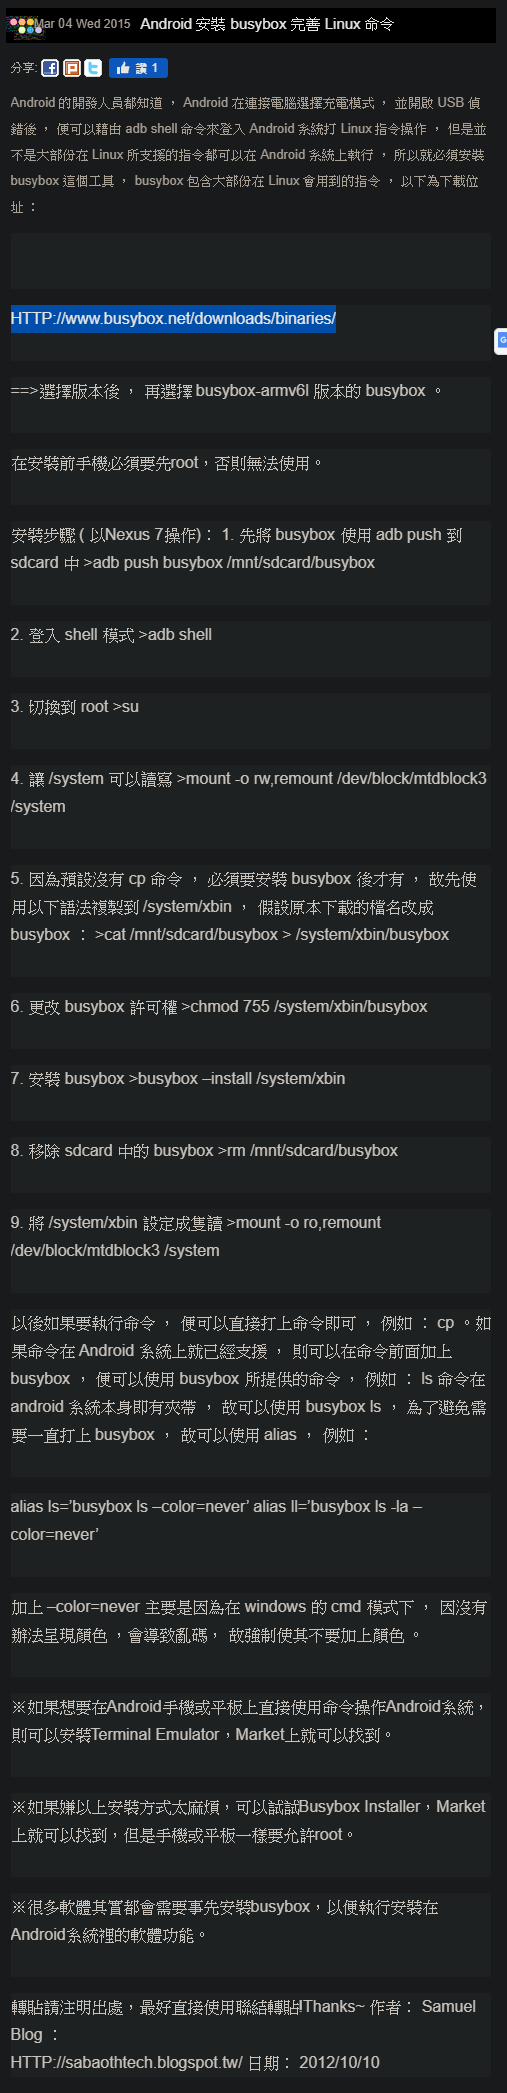 Mar 04 Wed 2015 Android 安裝 busybox 完善 Linux 命令
分享: 讚 1
Android 的開發人員都知道 ， Android 在連接電腦選擇充電模式 ， 並開啟 USB 偵
錯後 ， 便可以藉由 adb shell 命令來登入 Android 系統打 Linux 指令操作 ， 但是並
不是大部份在 Linux 所支援的指令都可以在 Android 系統上執行 ， 所以就必須安裝
busybox 這個工具 ， busybox 包含大部份在 Linux 會用到的指令 ， 以下為下載位
址 ：
HTTP://www.busybox.net/downloads/binaries/
==>選擇版本後 ， 再選擇 busybox-armv6l 版本的 busybox 。
在安裝前手機必須要先root，否則無法使用。
安裝步驟 ( 以Nexus 7操作)： 1. 先將 busybox 使用 adb push 到
sdcard 中 >adb push busybox /mnt/sdcard/busybox
2. 登入 shell 模式 >adb shell
3. 切換到 root >su
4. 讓 /system 可以讀寫 >mount -o rw,remount /dev/block/mtdblock3
/system
5. 因為預設沒有 cp 命令 ， 必須要安裝 busybox 後才有 ， 故先使
用以下語法複製到 /system/xbin ， 假設原本下載的檔名改成
busybox ： >cat /mnt/sdcard/busybox > /system/xbin/busybox
6. 更改 busybox 許可權 >chmod 755 /system/xbin/busybox
7. 安裝 busybox >busybox –install /system/xbin
8. 移除 sdcard 中的 busybox >rm /mnt/sdcard/busybox
9. 將 /system/xbin 設定成隻讀 >mount -o ro,remount
/dev/block/mtdblock3 /system
以後如果要執行命令 ， 便可以直接打上命令即可 ， 例如 ： cp 。如
果命令在 Android 系統上就已經支援 ， 則可以在命令前面加上
busybox ， 便可以使用 busybox 所提供的命令 ， 例如 ： ls 命令在
android 系統本身即有夾帶 ， 故可以使用 busybox ls ， 為了避免需
要一直打上 busybox ， 故可以使用 alias ， 例如 ：
alias ls=’busybox ls –color=never’ alias ll=’busybox ls -la –
color=never’
加上 –color=never 主要是因為在 windows 的 cmd 模式下 ， 因沒有
辦法呈現顏色 ，會導致亂碼， 故強制使其不要加上顏色 。
※如果想要在Android手機或平板上直接使用命令操作Android系統，
則可以安裝Terminal Emulator，Market上就可以找到。
※如果嫌以上安裝方式太麻煩，可以試試Busybox Installer，Market
上就可以找到，但是手機或平板一樣要允許root。
※很多軟體其實都會需要事先安裝busybox，以便執行安裝在
Android系統裡的軟體功能。
轉貼請注明出處，最好直接使用聯結轉貼!Thanks~ 作者： Samuel
Blog ：
HTTP://sabaothtech.blogspot.tw/ 日期： 2012/10/10